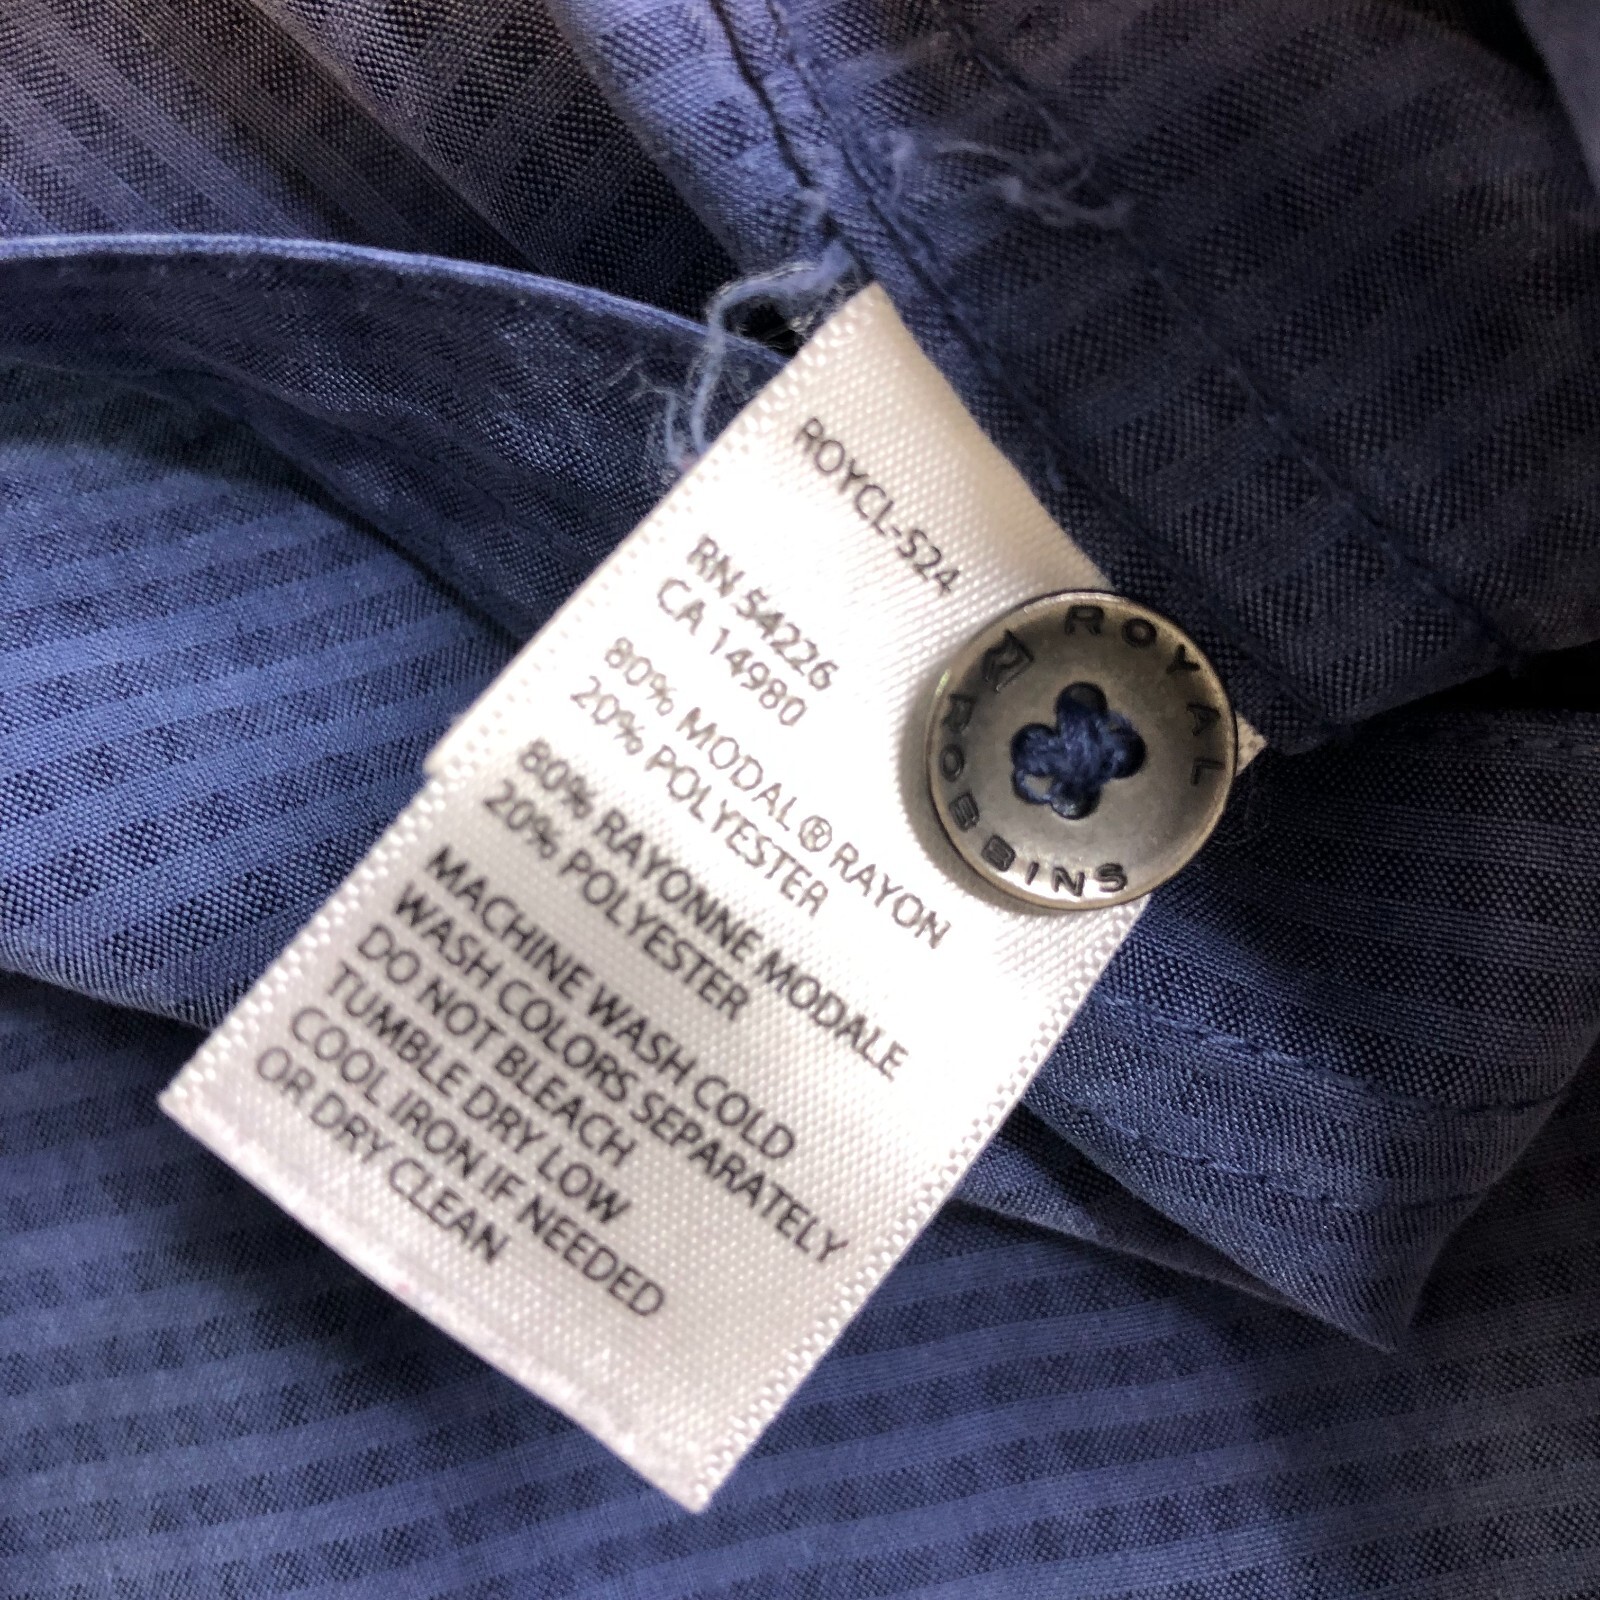 ROYCL-S24
RN 54226
CA 14980
80% MODAL® RAYON
20% POLYESTER
80% RAYONNE MODALE
20% POLYESTER
MACHINE WASH COLD
WASH COLORS SEPARATELY
DO NOT BLEACH
TUMBLE DRY LOW
COOL IRON IF NEEDED
OR DRY CLEAN
ROYAL
ROBBINS